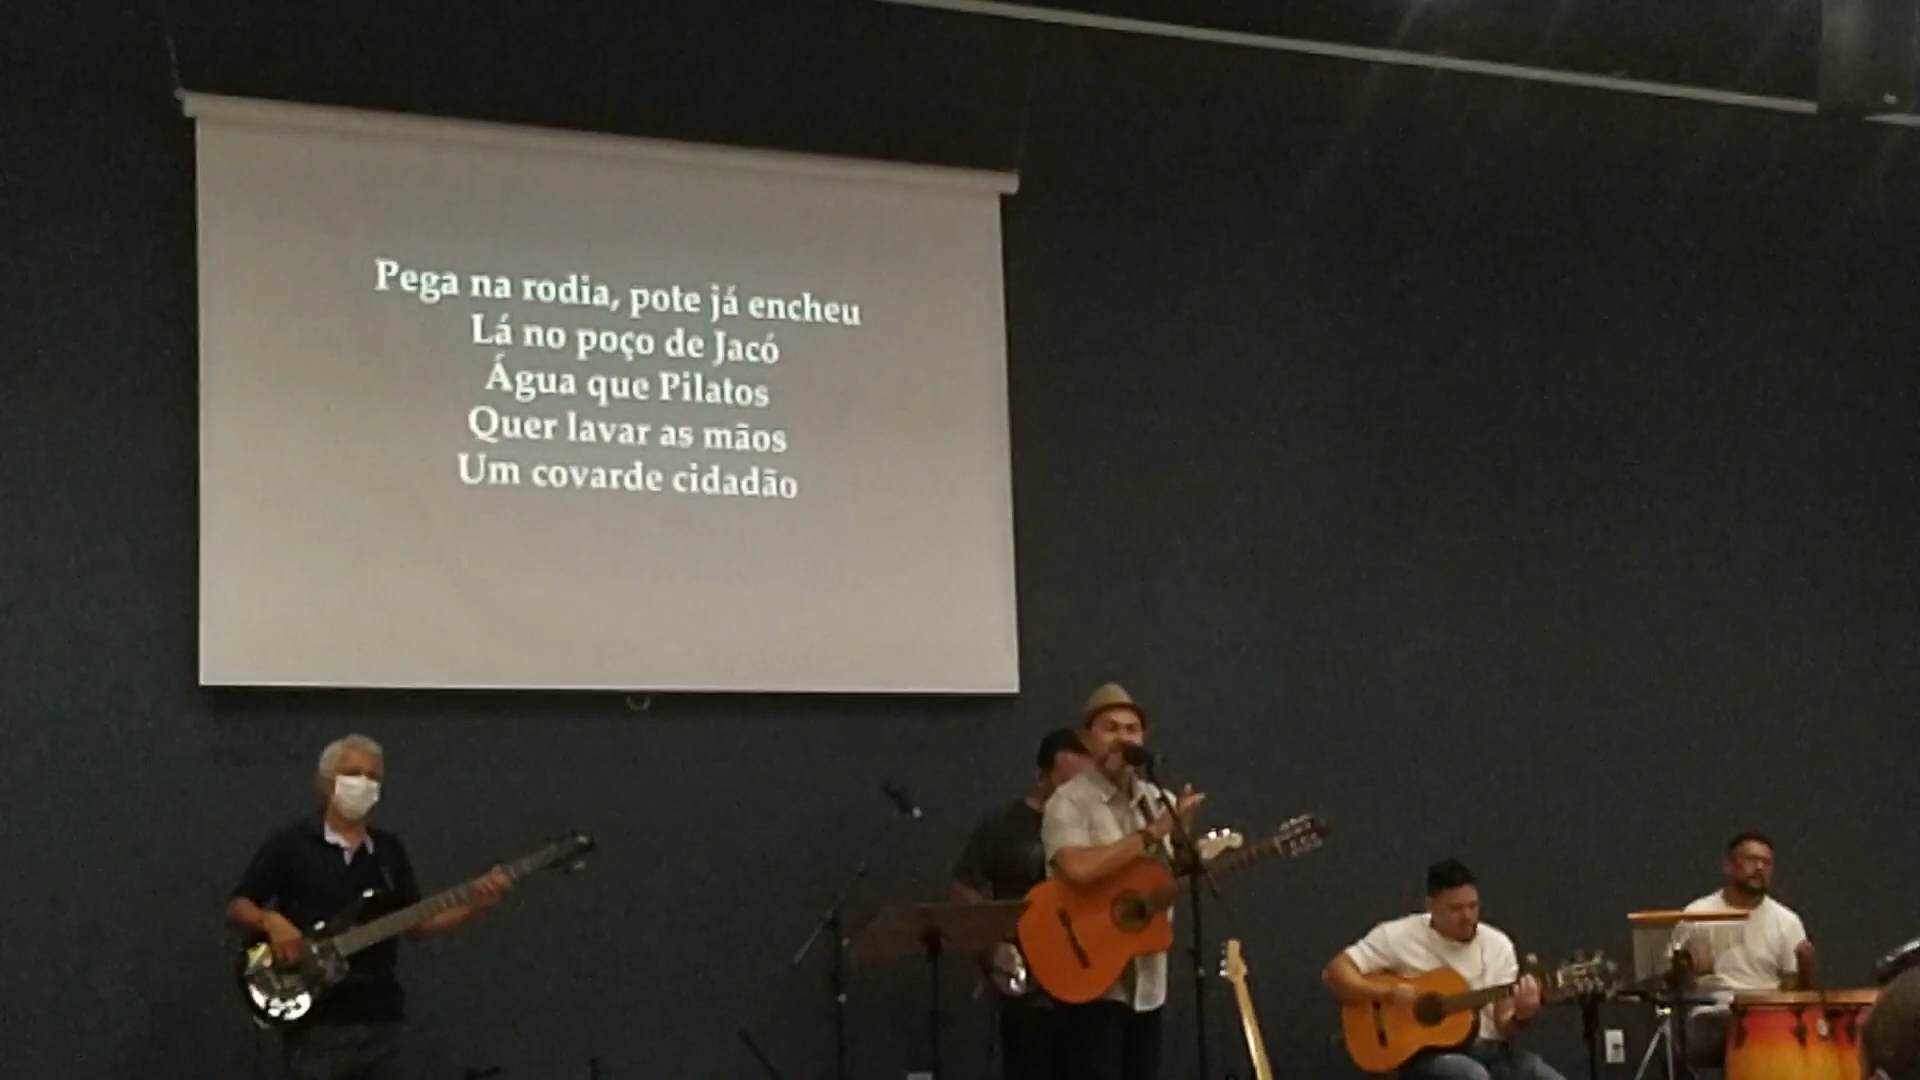 Pega na rodia, pote já encheu
Lá no poço de Jacó
Água que Pilatos
Quer lavar as mãos
Um covarde cidadão